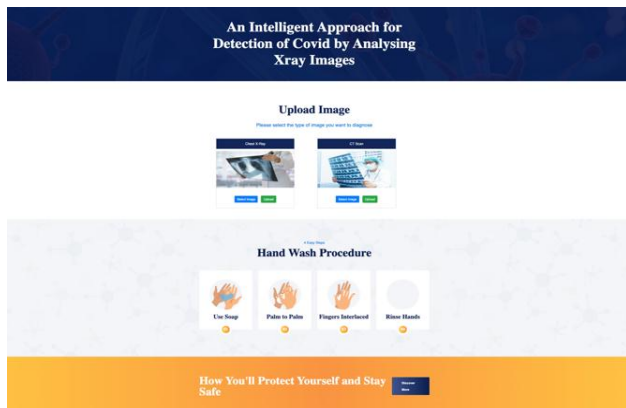 An Intelligent Approach for
Detection of Covid by Analysing
Xray Images
Upload Image
Please select the type of image you want to diagnose
Chest X-Ray
CT Scan
Select Image Upload
Select Image Upload
Hand Wash Procedure
Use Soap
Palm to Palm
Fingers Interlaced
Rinse Hands
How You'll Protect Yourself and Stay
Safe
Discover
More